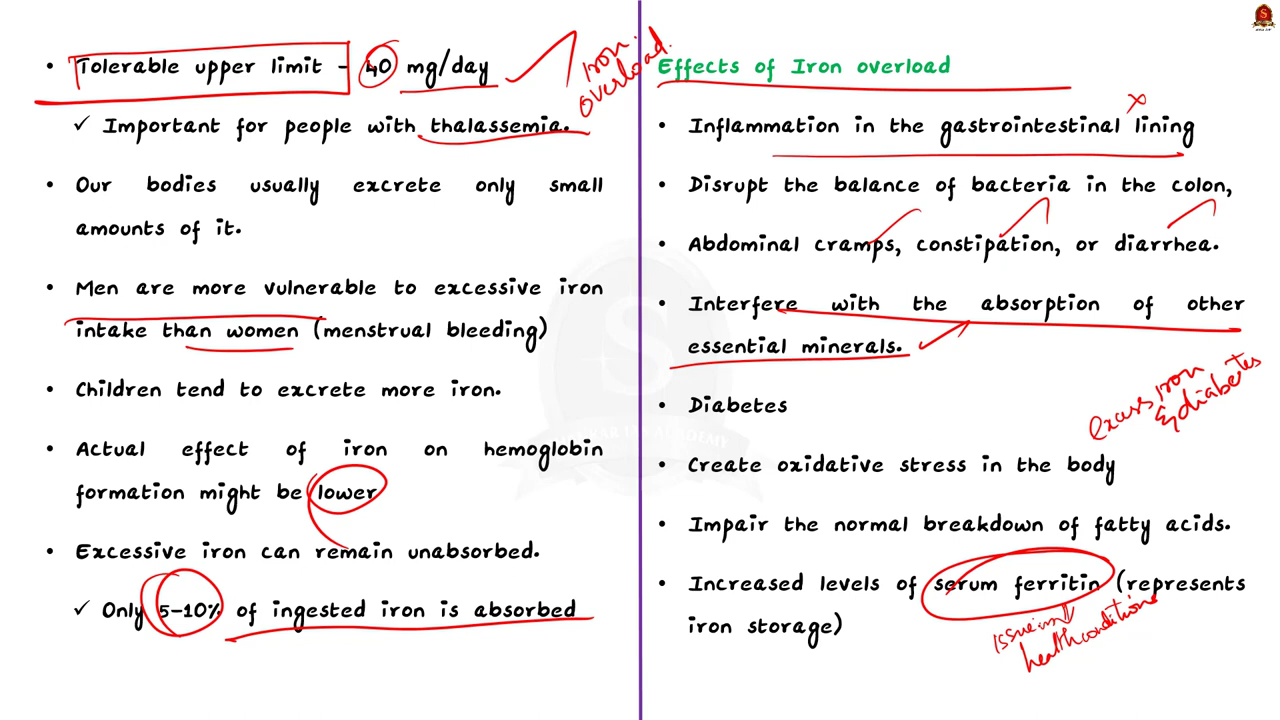 • Tolerable upper limit - 40 mg/day
Iron
overload.
✓ Important for people with thalassemia.
• Our bodies usually excrete only small
amounts of it.
• Men are more vulnerable to excessive iron
intake than women (menstrual bleeding)
• Children tend to excrete more iron.
• Actual effect of iron on hemoglobin
formation might be lower
• Excessive iron can remain unabsorbed.
✓ Only 5-10% of ingested iron is absorbed
Effects of Iron overload
• Inflammation in the gastrointestinal lining
• Disrupt the balance of bacteria in the colon,
• Abdominal cramps, constipation, or diarrhea.
• Interfere with the absorption of other
essential minerals.
• Diabetes
excess iron
& diabetes
• Create oxidative stress in the body
• Impair the normal breakdown of fatty acids.
• Increased levels of serum ferritin (represents
iron storage)
health conditions